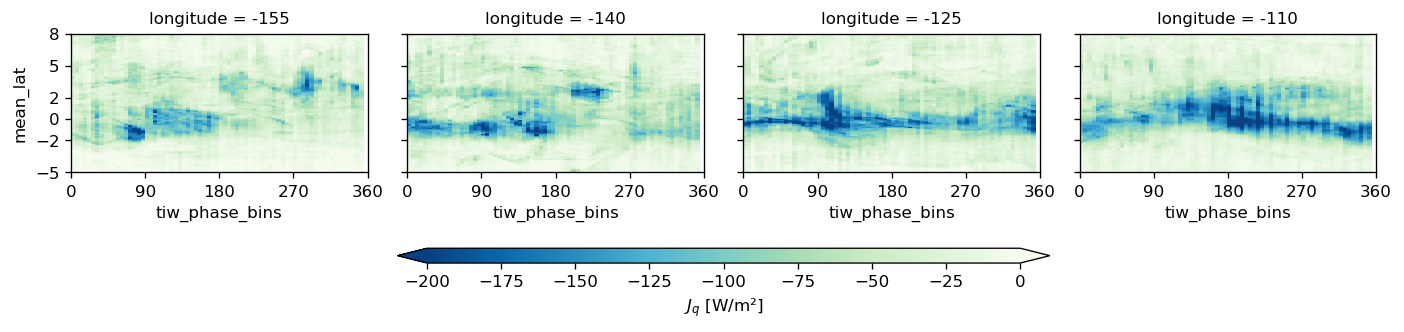 longitude = -155 longitude = -140 longitude = -125 longitude = -110
8
5
2
0
−2
−5
mean_lat
0 90 180 270 360 0 90 180 270 360 0 90 180 270 360 0 90 180 270 360
tiw_phase_bins tiw_phase_bins tiw_phase_bins tiw_phase_bins
−200 −175 −150 −125 −100 −75 −50 −25 0
J_q [W/m²]